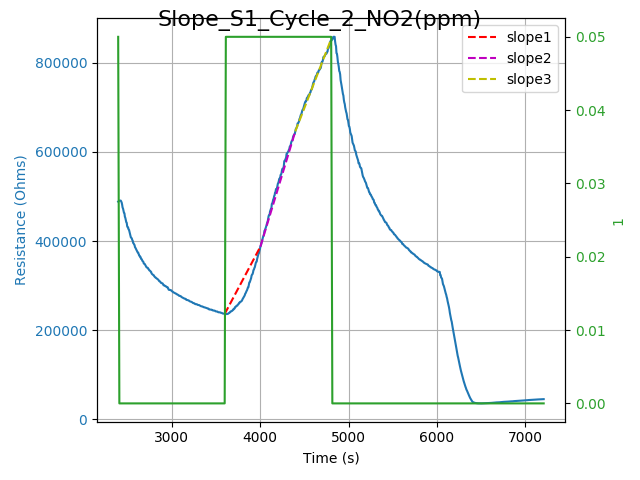 Slope_S1_Cycle_2_NO2(ppm)
slope1
slope2
slope3
Resistance (Ohms)
800000
600000
400000
200000
0
0.05
0.04
0.03
0.02
0.01
0.00
1
3000 4000 5000 6000 7000
Time (s)